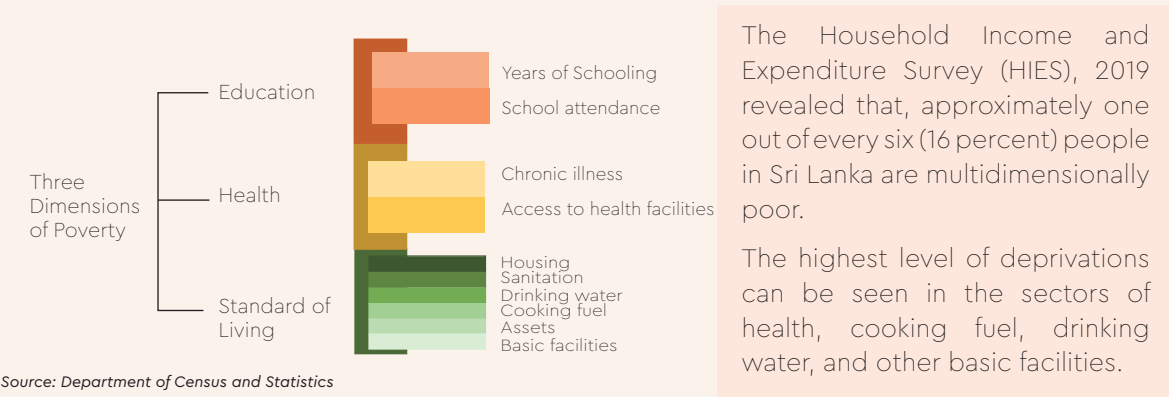 Three
Dimensions
of Poverty
Education
Health
Standard of
Living
Years of Schooling
School attendance
Chronic illness
Access to health facilities
Housing
Sanitation
Drinking water
Cooking fuel
Assets
Basic facilities
Source: Department of Census and Statistics
The Household Income and
Expenditure Survey (HIES), 2019
revealed that, approximately one
out of every six (16 percent) people
in Sri Lanka are multidimensionally
poor.
The highest level of deprivations
can be seen in the sectors of
health, cooking fuel, drinking
water, and other basic facilities.